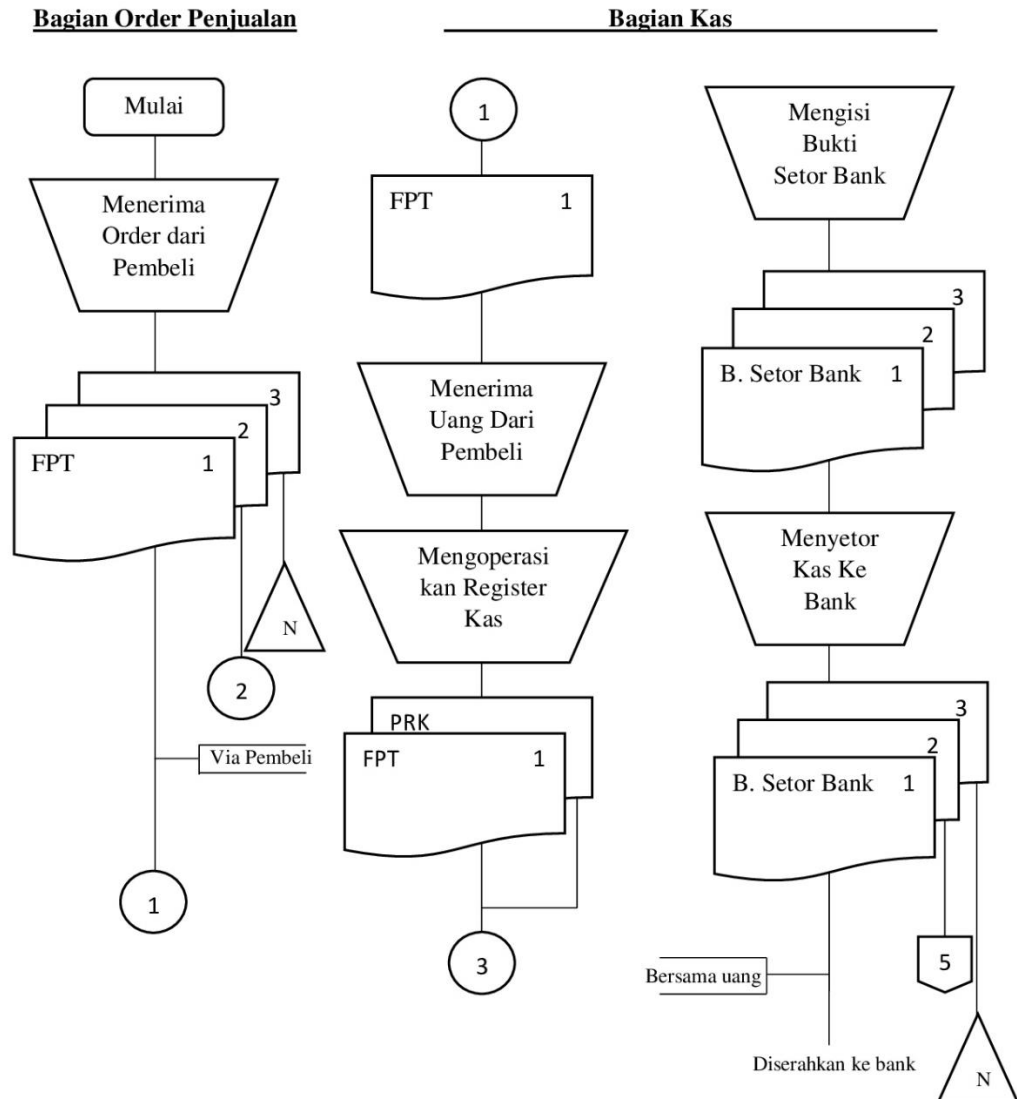 Bagian Order Penjualan
Mulai
Menerima
Order dari
Pembeli
3
2
FPT 1
N
2
Via Pembeli
1
Bagian Kas
1
FPT 1
Menerima
Uang Dari
Pembeli
Mengoperasi
kan Register
Kas
PRK
FPT 1
3
Mengisi
Bukti
Setor Bank
3
2
B. Setor Bank 1
Menyetor
Kas Ke
Bank
3
2
B. Setor Bank 1
5
Bersama uang
Diserahkan ke bank
N